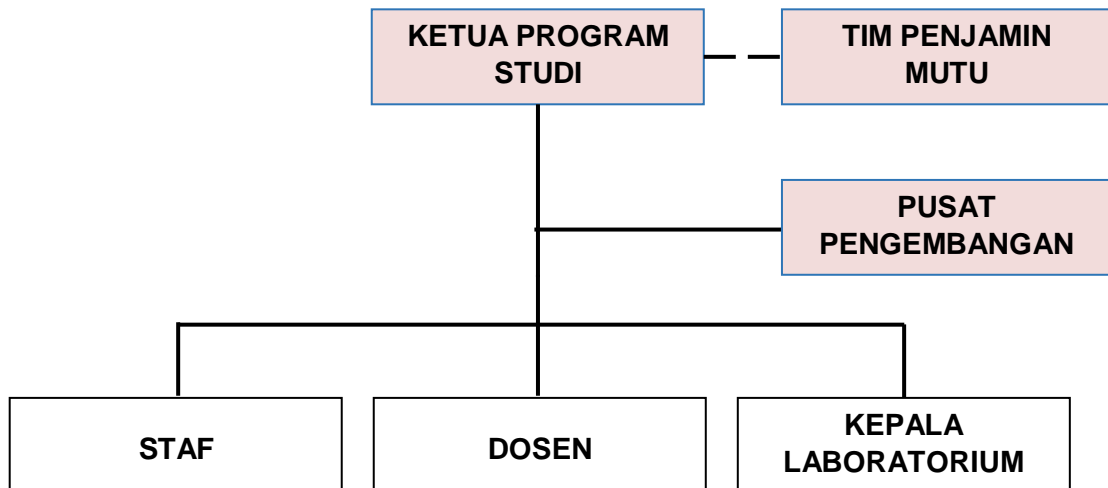 KETUA PROGRAM
STUDI
TIM PENJAMIN
MUTU
PUSAT
PENGEMBANGAN
STAF
DOSEN
KEPALA
LABORATORIUM